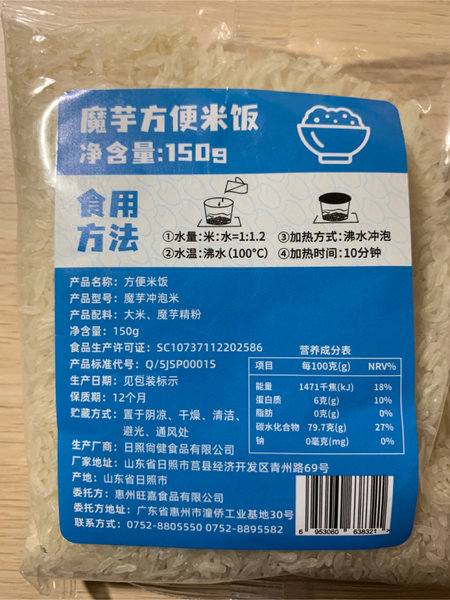 魔芋方便米饭
净含量:150g
食用
方法
①水量:米:水=1:1.2
②水温:沸水(100℃)
③加热方式:沸水冲泡
④加热时间:10分钟
产品名称:方便米饭
产品型号:魔芋冲泡米
产品配料:大米、魔芋精粉
净含量:150g
食品生产许可证:SC10737112202586
产品标准代号:Q/SJSP0001S
生产日期:见包装标示
保质期:12个月
贮藏方式:置于阴凉、干燥、清洁、
避光、通风处
营养成分表
项目 每100克(g) NRV%
能量 1471千焦(kJ) 18%
蛋白质 6克(g) 10%
脂肪 0克(g) 0%
碳水化合物 79.7克(g) 27%
钠 0毫克(mg) 0%
生产厂商:日照尚健食品有限公司
厂家地址:山东省日照市莒县经济开发区青州路69号
产地:山东省日照市
委托方:惠州旺嘉食品有限公司
委托方地址:广东省惠州市潼侨工业基地30号
联系方式:0752-8805550 0752-8895582
6 953060 638321